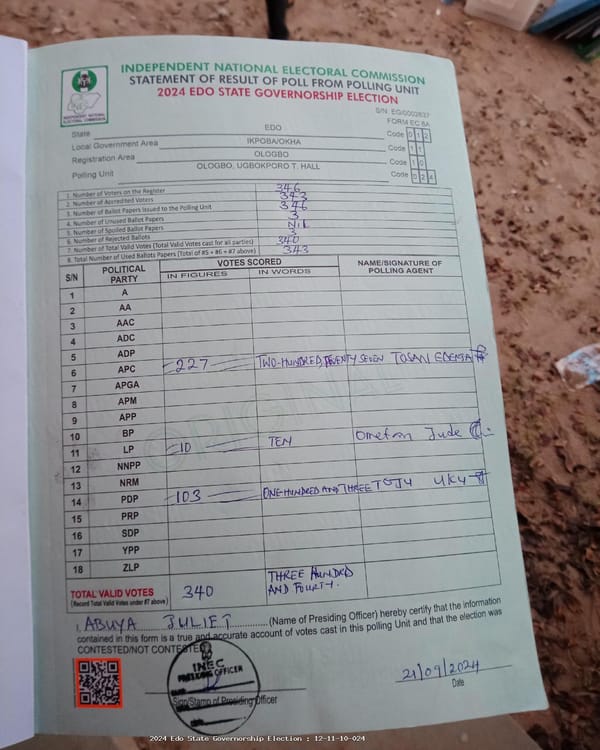 INDEPENDENT NATIONAL ELECTORAL COMMISSION
STATEMENT OF RESULT OF POLL FROM POLLING UNIT
2024 EDO STATE GOVERNORSHIP ELECTION
S/N: EG/0002837
FORM EC 8A
INDEPENDENT NATIONAL ELECTORAL COMMISSION
State EDO Code 0 1 2
Local Government Area IKPOBA/OKHA Code 1 1
Registration Area OLOGBO Code 1 0
Polling Unit OLOGBO, UGBOKPORO T. HALL Code 0 2 4
1. Number of Voters on the Register 346
2. Number of Accredited Voters 343
3. Number of Ballot Papers Issued to the Polling Unit 346
4. Number of Unused Ballot Papers 3
5. Number of Spoiled Ballot Papers NiL
6. Number of Rejected Ballots 3
7. Number of Total Valid Votes (Total Valid Votes cast for all parties) 340
8. Total Number of Used Ballots Papers (Total of #5 + #6 + #7 above) 343
S/N POLITICAL PARTY VOTES SCORED NAME/SIGNATURE OF POLLING AGENT
IN FIGURES IN WORDS
1 A
2 AA
3 AAC
4 ADC
5 ADP
6 APC 227 TWO-HUNDRED, TWENTY SEVEN TOSAN
7 APGA
8 APM
9 APP
10 BP
11 LP 10 TEN Jude
12 NNPP
13 NRM
14 PDP 103 ONE-HUNDRED AND THREE
15 PRP
16 SDP
17 YPP
18 ZLP
TOTAL VALID VOTES 340 THREE HUNDRED AND FOURTY.
(Record Total Valid Votes under #7 above)
I, ABUYA JULIET (Name of Presiding Officer) hereby certify that the information
contained in this form is a true and accurate account of votes cast in this polling Unit and that the election was
CONTESTED/NOT CONTESTED
INEC
PRESIDING OFFICER
Sign/Stamp of Presiding Officer
21/09/2024
Date
ORIGINAL
2024 Edo State Governorship Election : 12-11-10-024